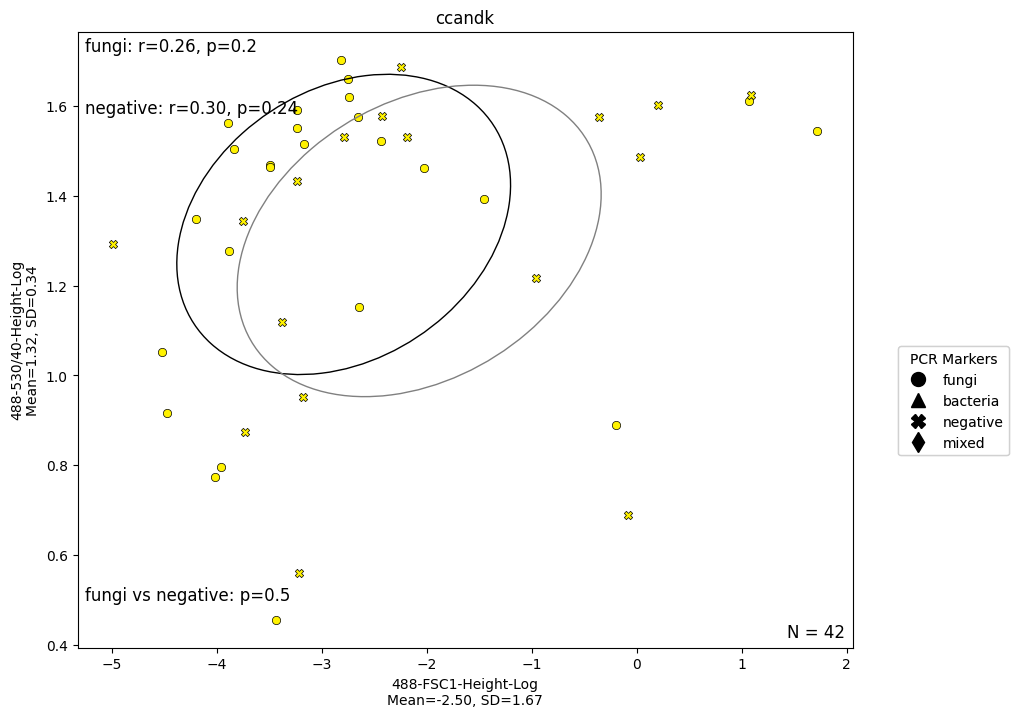 ccandk
fungi: r=0.26, p=0.2
negative: r=0.30, p=0.24
fungi vs negative: p=0.5
N = 42
1.6
1.4
1.2
1.0
0.8
0.6
0.4
488-530/40-Height-Log
Mean=1.32, SD=0.34
−5
−4
−3
−2
−1
0
1
2
488-FSC1-Height-Log
Mean=-2.50, SD=1.67
PCR Markers
fungi
bacteria
negative
mixed